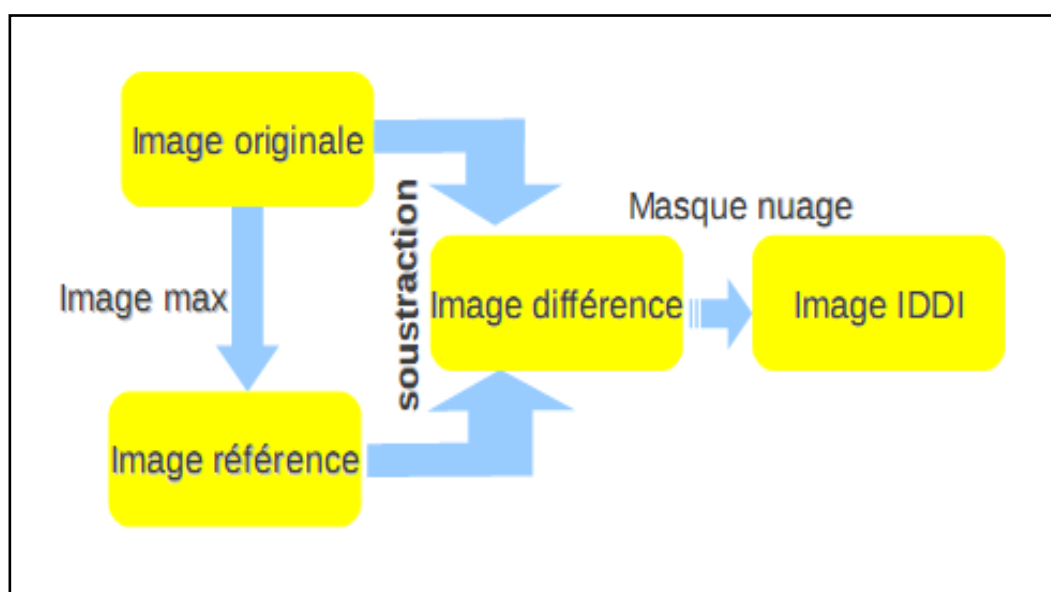 Image originale
Masque nuage
soustraction
Image max
Image différence
Image IDDI
Image référence